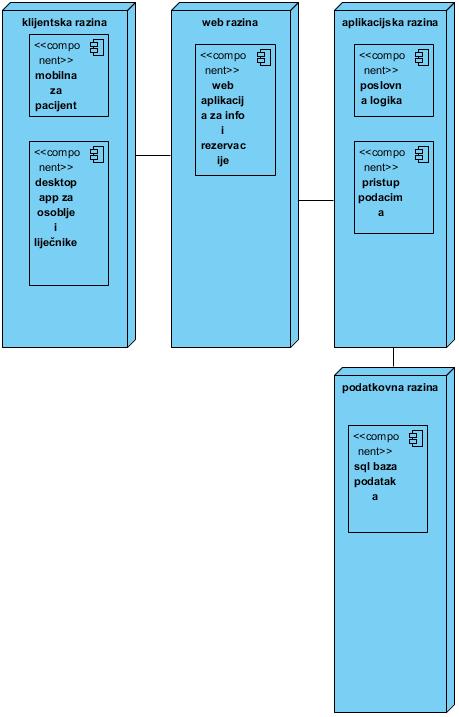 klijentska razina
<<compo
nent>>
mobilna
za
pacijent
<<compo
nent>>
desktop
app za
osoblje
i
liječnike
web razina
<<compo
nent>>
web
aplikacij
a za info
i
rezervac
ije
aplikacijska razina
<<compo
nent>>
poslovn
a logika
<<compo
nent>>
pristup
podacim
a
podatkovna razina
<<compo
nent>>
sql baza
podatak
a